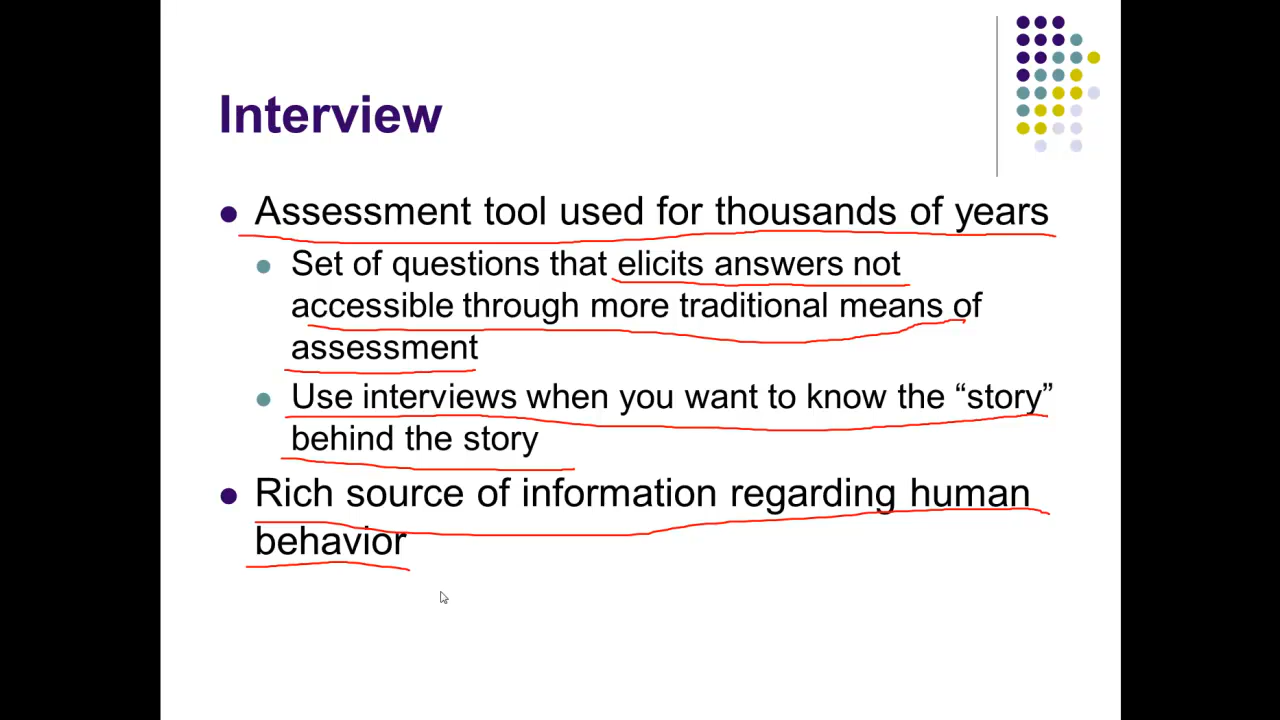 Interview
Assessment tool used for thousands of years
Set of questions that elicits answers not
accessible through more traditional means of
assessment
Use interviews when you want to know the “story”
behind the story
Rich source of information regarding human
behavior